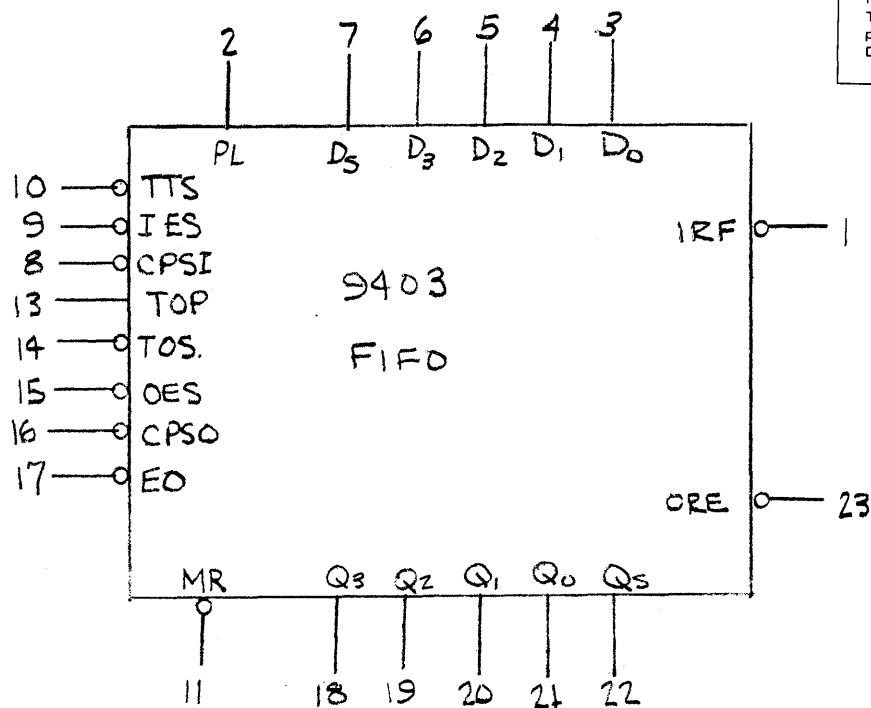 2 7 6 5 4 3
PL D5 D3 D2 D1 D0
10 TTS
9 IES
8 CPSI
13 TOP
14 TOS.
15 OES
16 CPSO
17 EO
9403
FIFO
IRF 1
ORE 23
MR Q3 Q2 Q1 Q0 Qs
11 18 19 20 21 22